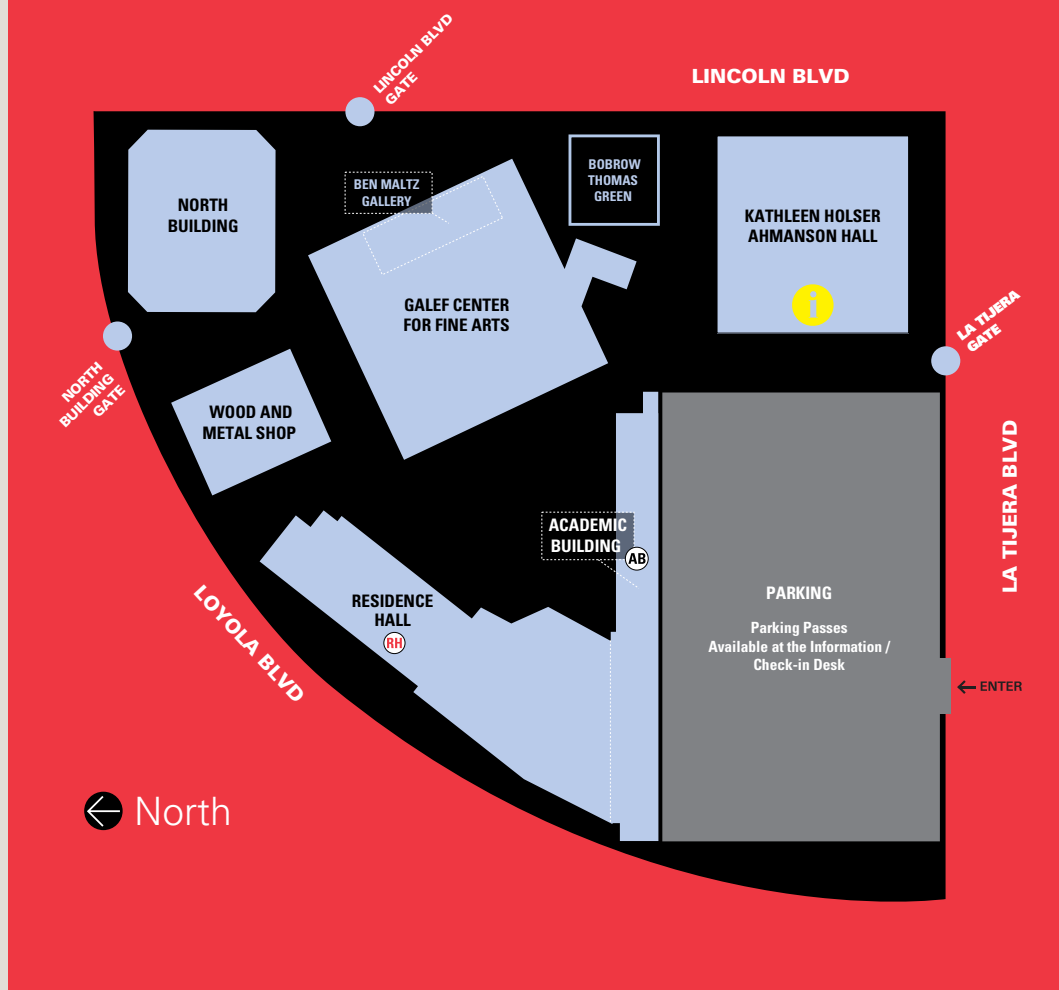 LINCOLN BLVD
GATE
LINCOLN BLVD
BEN MALTZ
GALLERY
BOBROW
THOMAS
GREEN
NORTH
BUILDING
KATHLEEN HOLSER
AHMANSON HALL
i
GALEF CENTER
FOR FINE ARTS
LA TIJERA
GATE
NORTH
BUILDING
GATE
WOOD AND
METAL SHOP
LA TIJERA BLVD
ACADEMIC
BUILDING
AB
RESIDENCE
HALL
RH
LOYOLA BLVD
PARKING
Parking Passes
Available at the Information /
Check-in Desk
ENTER
North